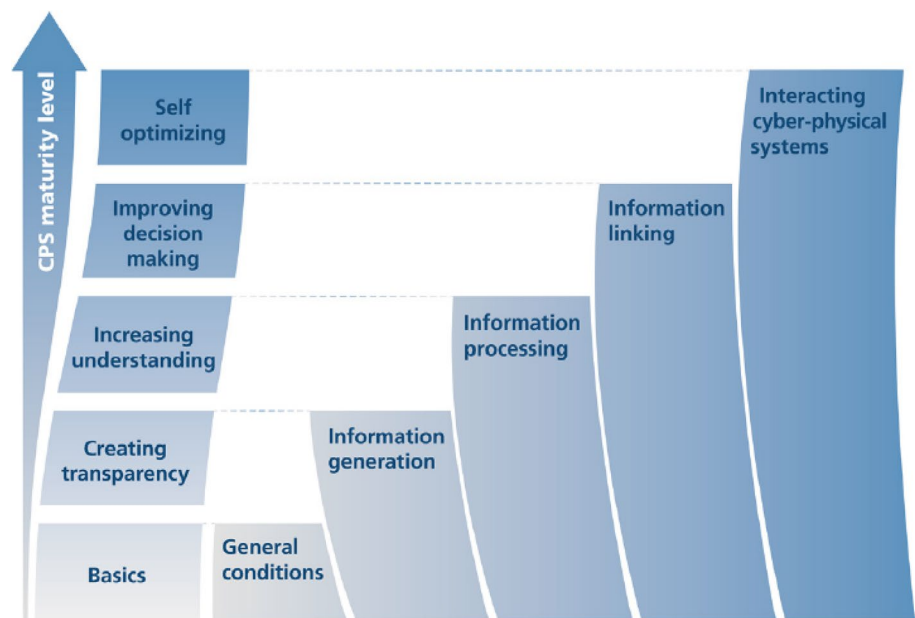 CPS maturity level
Self
optimizing
Interacting
cyber-physical
systems
Improving
decision
making
Information
linking
Increasing
understanding
Information
processing
Creating
transparency
Information
generation
Basics
General
conditions